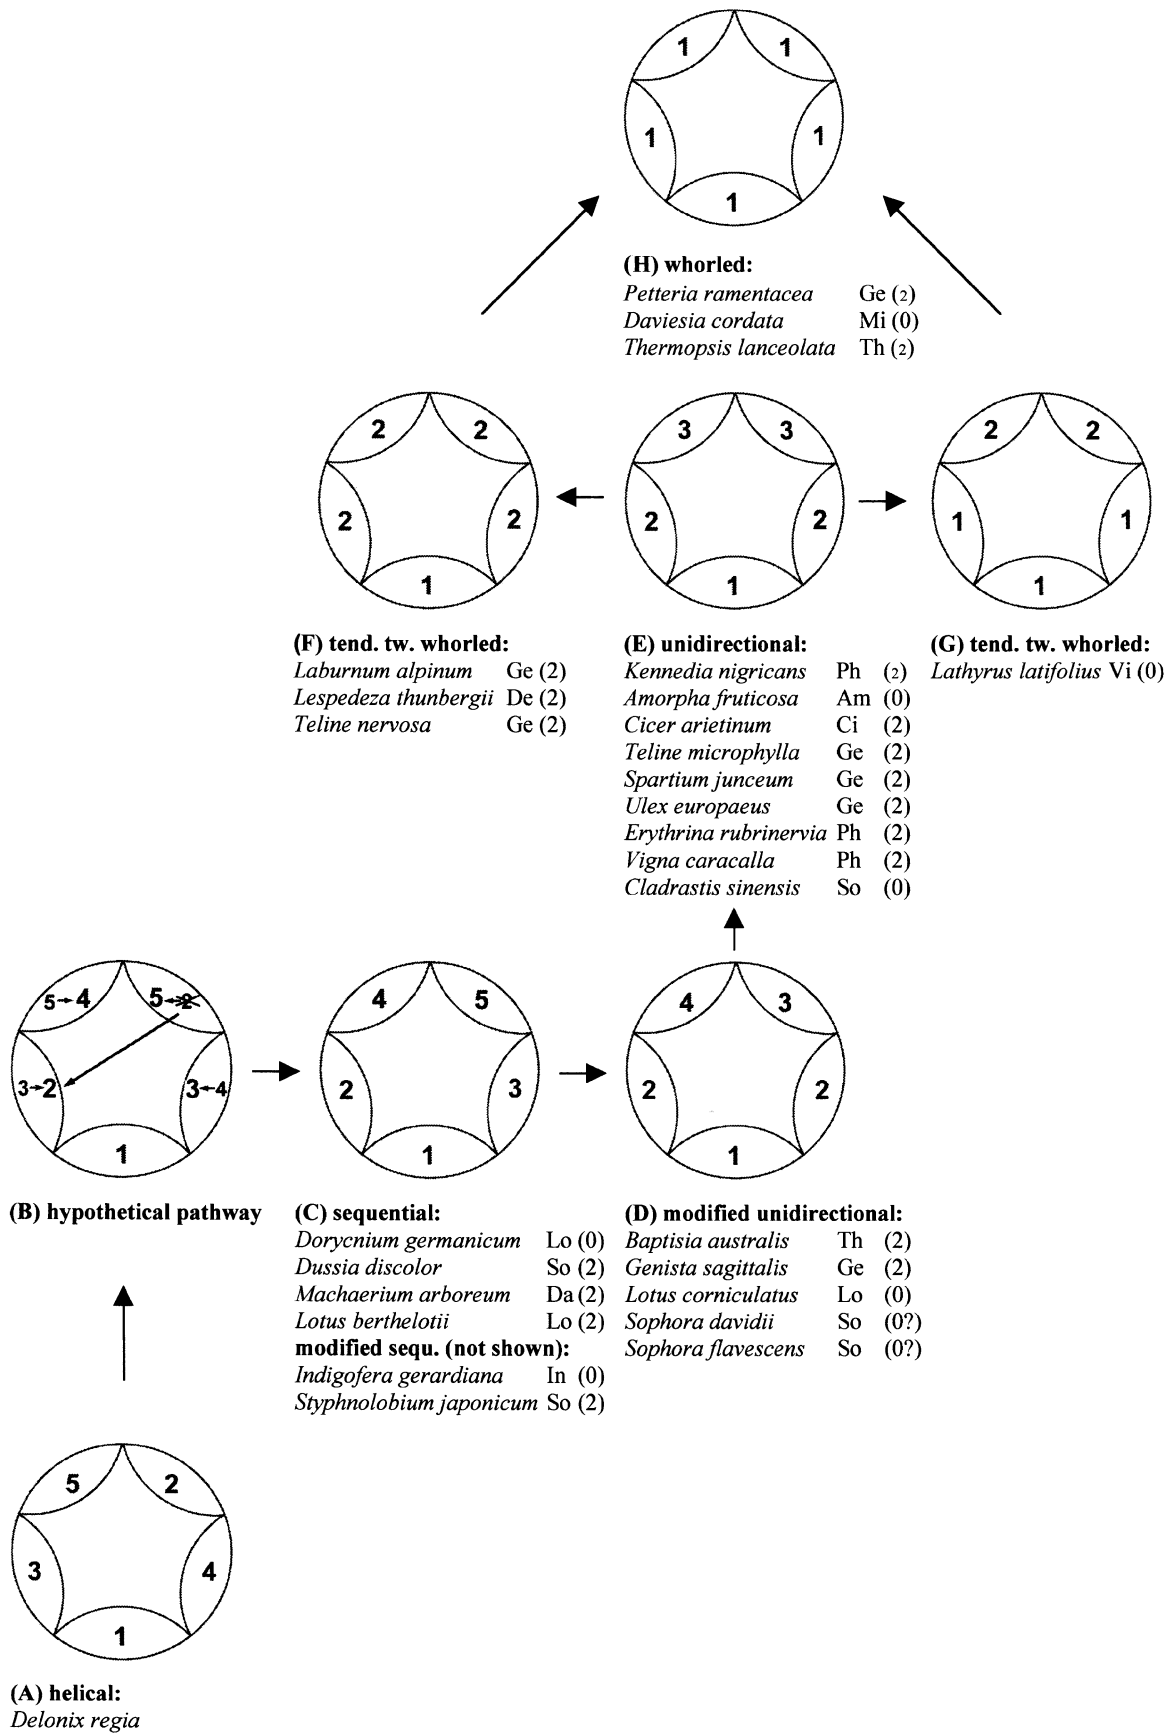 1 1
1 1
1
(H) whorled:
Petteria ramentacea Ge (2)
Daviesia cordata Mi (0)
Thermopsis lanceolata Th (2)
2 2
2 2
1
(F) tend. tw. whorled:
Laburnum alpinum Ge (2)
Lespedeza thunbergii De (2)
Teline nervosa Ge (2)
3 3
2 2
1
(E) unidirectional:
Kennedia nigricans Ph (2)
Amorpha fruticosa Am (0)
Cicer arietinum Ci (2)
Teline microphylla Ge (2)
Spartium junceum Ge (2)
Ulex europaeus Ge (2)
Erythrina rubrinervia Ph (2)
Vigna caracalla Ph (2)
Cladrastis sinensis So (0)
2 2
1 1
1
(G) tend. tw. whorled:
Lathyrus latifolius Vi (0)
5→4 5←2
3→2 3←4
1
(B) hypothetical pathway
4 5
2 3
1
(C) sequential:
Dorycnium germanicum Lo (0)
Dussia discolor So (2)
Machaerium arboreum Da (2)
Lotus berthelotii Lo (2)
modified sequ. (not shown):
Indigofera gerardiana In (0)
Styphnolobium japonicum So (2)
4 3
2 2
1
(D) modified unidirectional:
Baptisia australis Th (2)
Genista sagittalis Ge (2)
Lotus corniculatus Lo (0)
Sophora davidii So (0?)
Sophora flavescens So (0?)
5 2
3 4
1
(A) helical:
Delonix regia